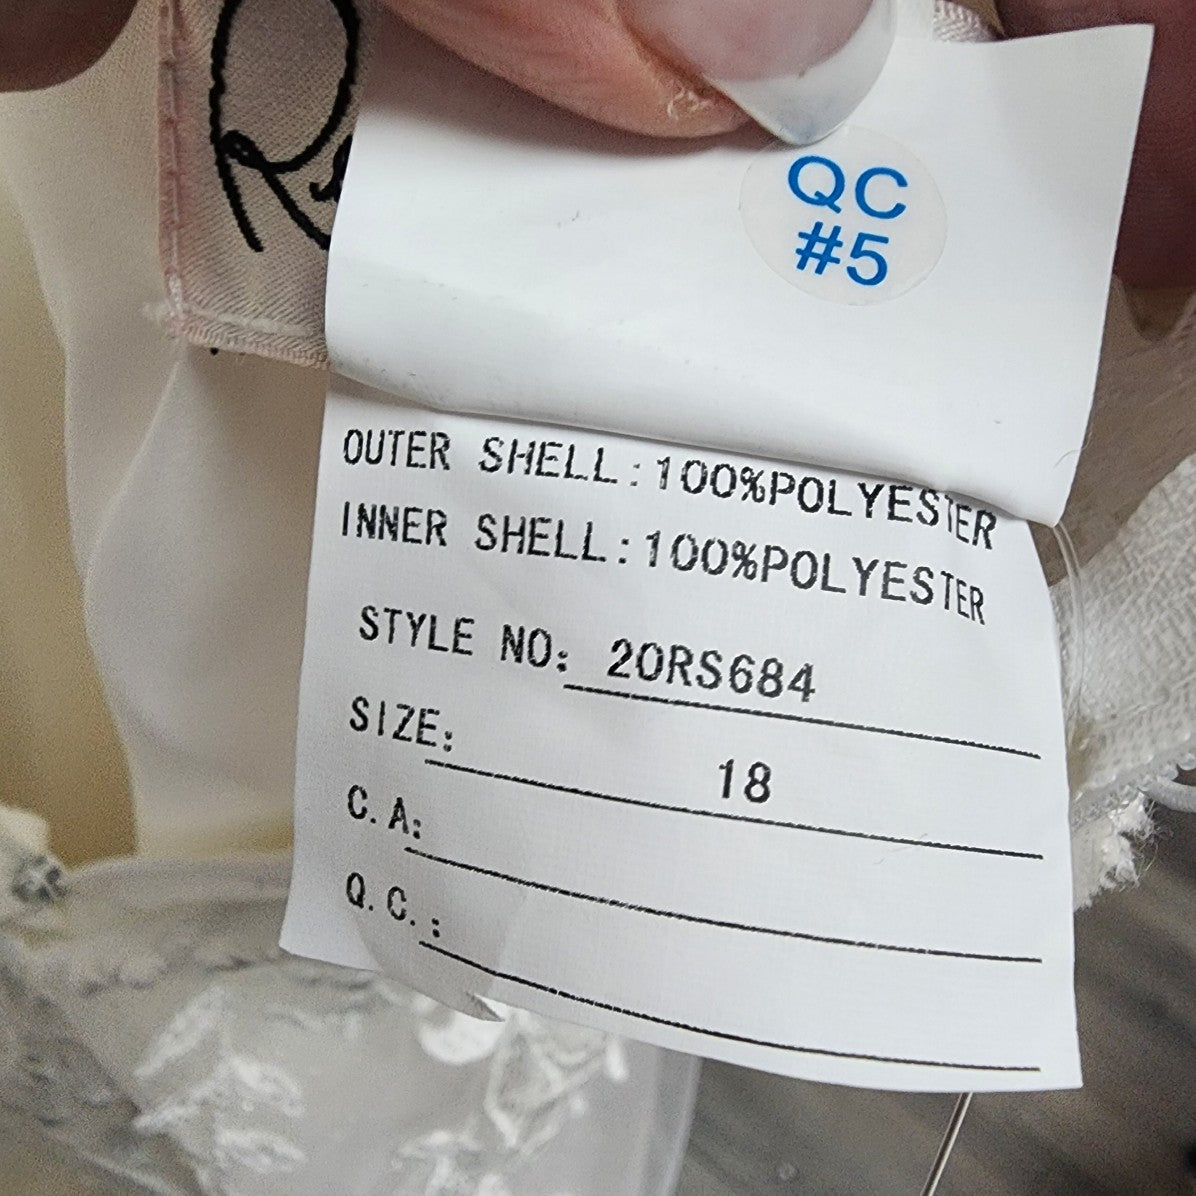 QC
#5
OUTER SHELL:100%POLYESTER
INNER SHELL:100%POLYESTER
STYLE NO: 20RS684
SIZE: 18
C.A:
Q.C.: